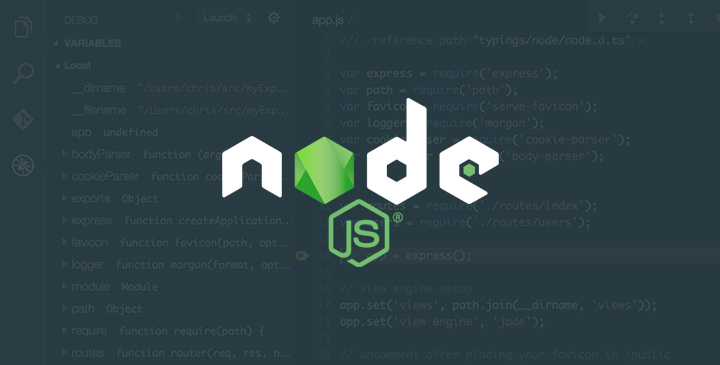 DEBUG
Launch
VARIABLES
Local
__dirname "/Users/chris/src/myExp...
__filename "/Users/chris/src/myExp...
app undefined
bodyParser function (arg
cookieParser function
exports Object
express function createApplication...
favicon function favicon(path, opt...
logger function morgan(format, opt...
module Module
path Object
require function require(path) {
routes function router(req, res, n...
app.js /
/// reference path="typings/node/node.d.ts"/>
var express = require('express');
var path = require('path');
var require('serve-favicon');
var require('morgan');
var require('cookie-parser');
var 'body-parser');
= require('./routes/index');
= require('./routes/users');
= express();
// view engine setup
app.set('views', path.join(__dirname, 'views'));
app.set('view engine', 'jade');
// uncomment after placing your favicon in /public
node
JS®